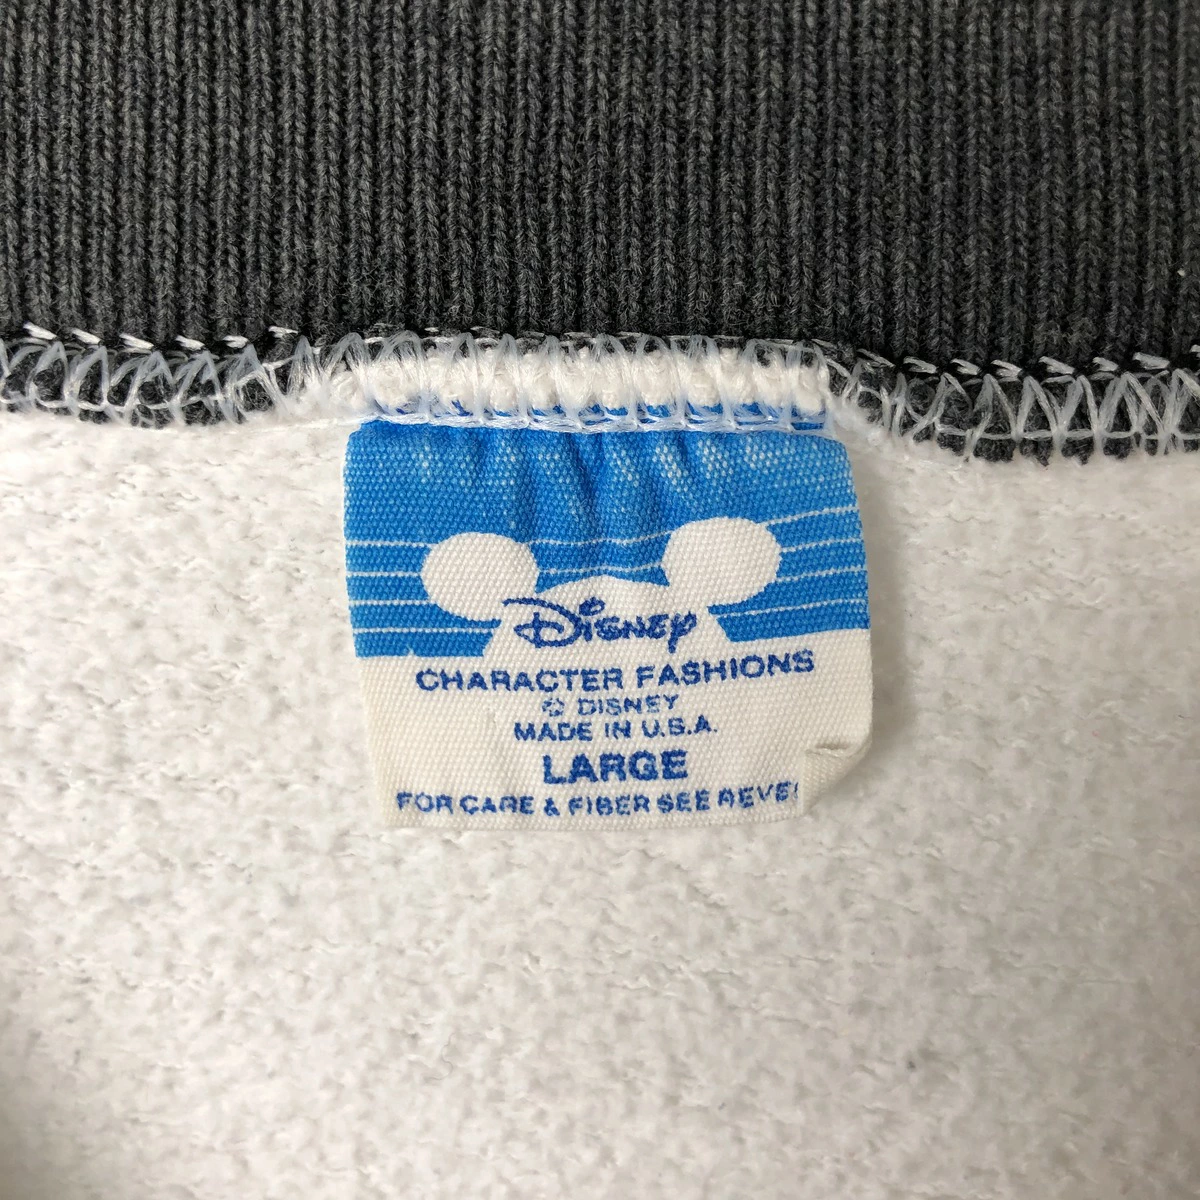 Disney
CHARACTER FASHIONS
© DISNEY
MADE IN U.S.A.
LARGE
FOR CARE & FIBER SEE